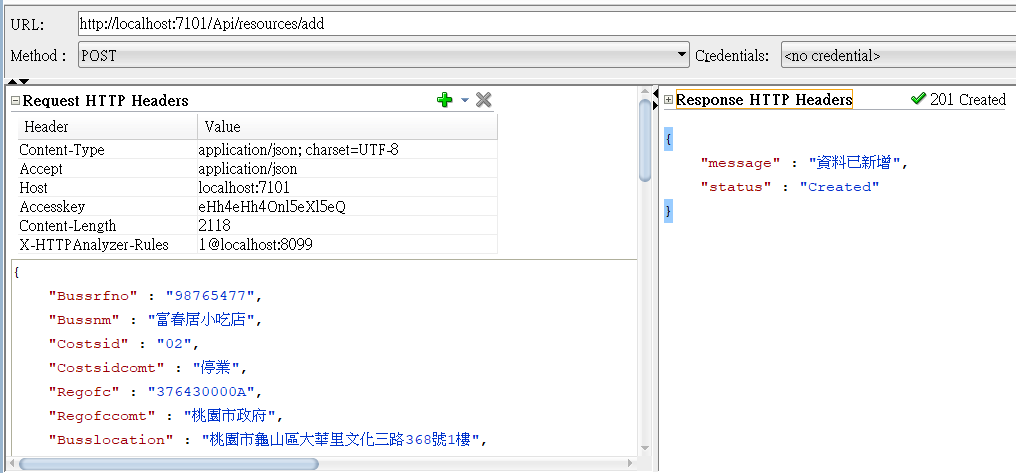 URL: http://localhost:7101/Api/resources/add
Method : POST Credentials: <no credential>
Request HTTP Headers
Header Value
Content-Type application/json; charset=UTF-8
Accept application/json
Host localhost:7101
Accesskey eHh4eHh4Onl5eXl5eQ
Content-Length 2118
X-HTTPAnalyzer-Rules 1@localhost:8099
{
"Bussrfno" : "98765477",
"Bussnm" : "富春居小吃店",
"Costsid" : "02",
"Costsidcomt" : "停業",
"Regofc" : "376430000A",
"Regofccomt" : "桃園市政府",
"Busslocation" : "桃園市龜山區大華里文化三路368號1樓",
Response HTTP Headers 201 Created
{
"message" : "資料已新增",
"status" : "Created"
}